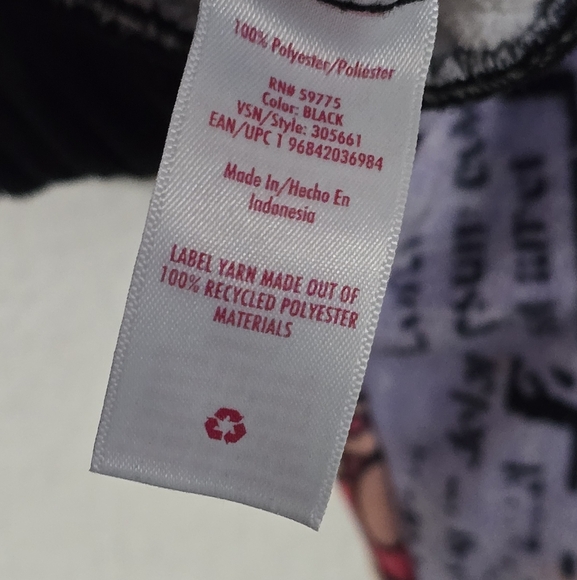 100% Polyester/Poliester
RN# 59775
Color: BLACK
VSN/Style: 305661
EAN/UPC 1 96842036984
Made In/Hecho En
Indonesia
LABEL YARN MADE OUT OF
100% RECYCLED POLYESTER
MATERIALS